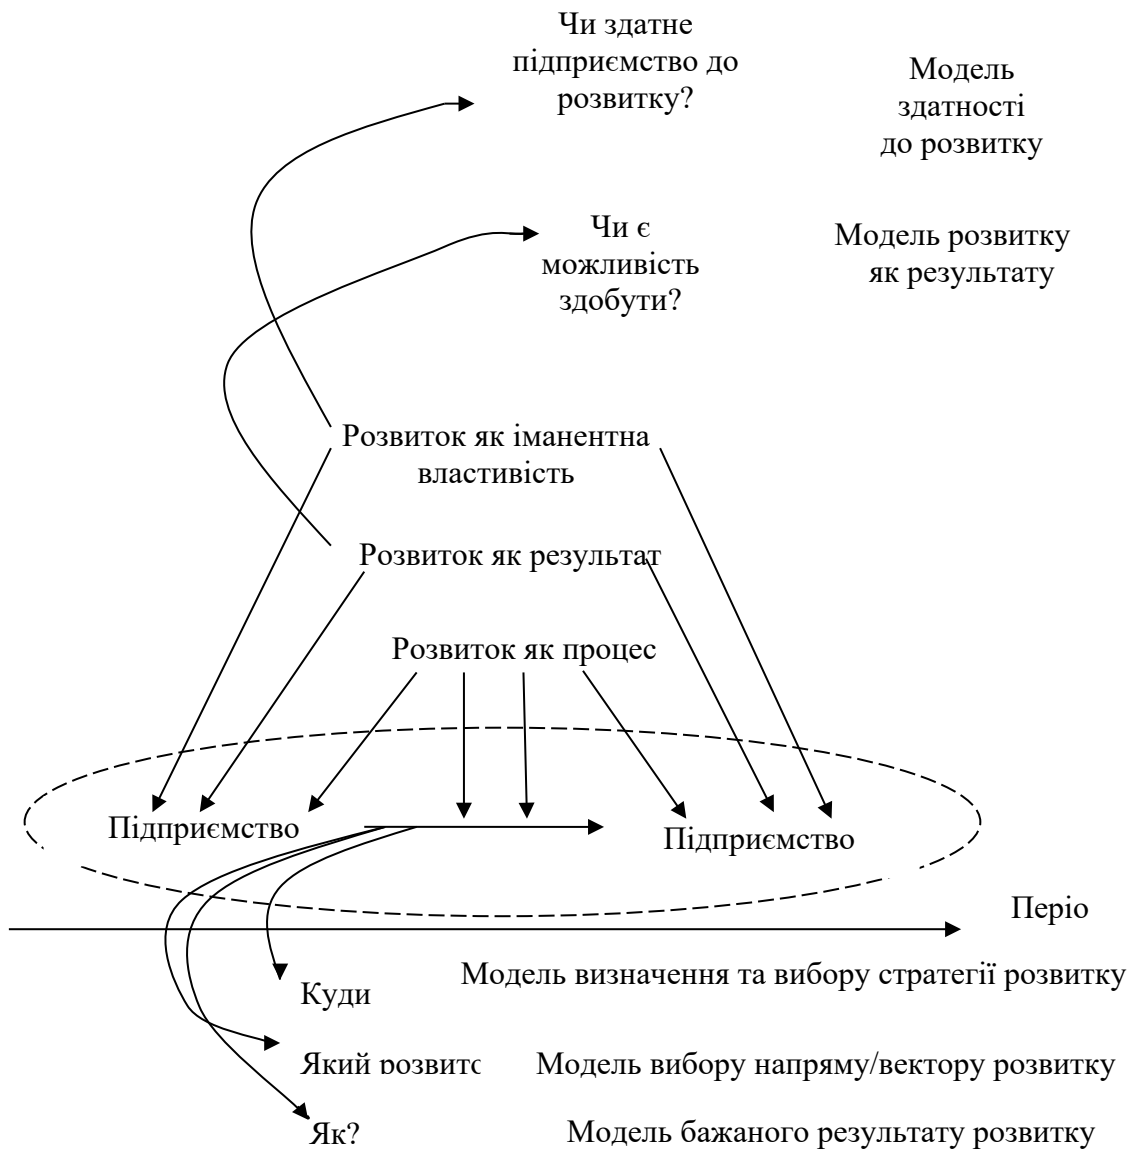 Чи здатне
підприємство до
розвитку?
Модель
здатності
до розвитку
Чи є
можливість
здобути?
Модель розвитку
як результату
Розвиток як іманентна
властивість
Розвиток як результат
Розвиток як процес
Підприємство
Підприємство
Періо
Модель визначення та вибору стратегії розвитку
Куди
Який розвитс
Модель вибору напряму/вектору розвитку
Як?
Модель бажаного результату розвитку